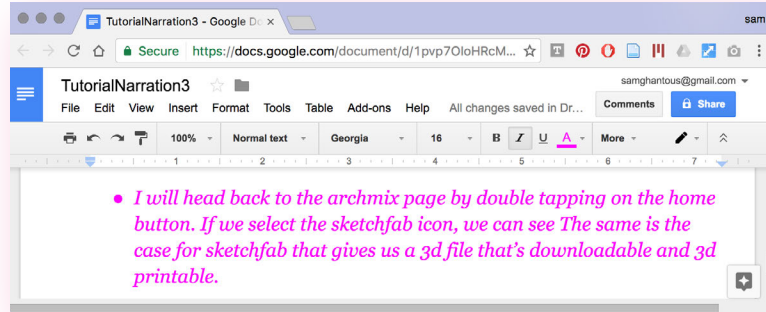 TutorialNarration3 - Google Do ×
sam
Secure https://docs.google.com/document/d/1pvp7OIoHRcM...
TutorialNarration3
samghantous@gmail.com
File Edit View Insert Format Tools Table Add-ons Help All changes saved in Dr...
Comments
Share
100% Normal text Georgia 16 B I U A More
1 2 3 4 5 6 7
• I will head back to the archmix page by double tapping on the home
button. If we select the sketchfab icon, we can see The same is the
case for sketchfab that gives us a 3d file that's downloadable and 3d
printable.